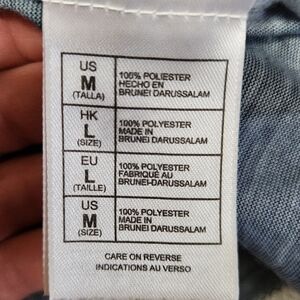 US
M
(TALLA)
100% POLIESTER
HECHO EN
BRUNEI DARUSSALAM
HK
L
(SIZE)
100% POLYESTER
MADE IN
BRUNEI DARUSSALAM
EU
L
(TAILLE)
100% POLYESTER
FABRIQUÉ AU
BRUNEI-DARUSSALAM
US
M
(SIZE)
100% POLYESTER
MADE IN
BRUNEI DARUSSALAM
CARE ON REVERSE
INDICATIONS AU VERSO